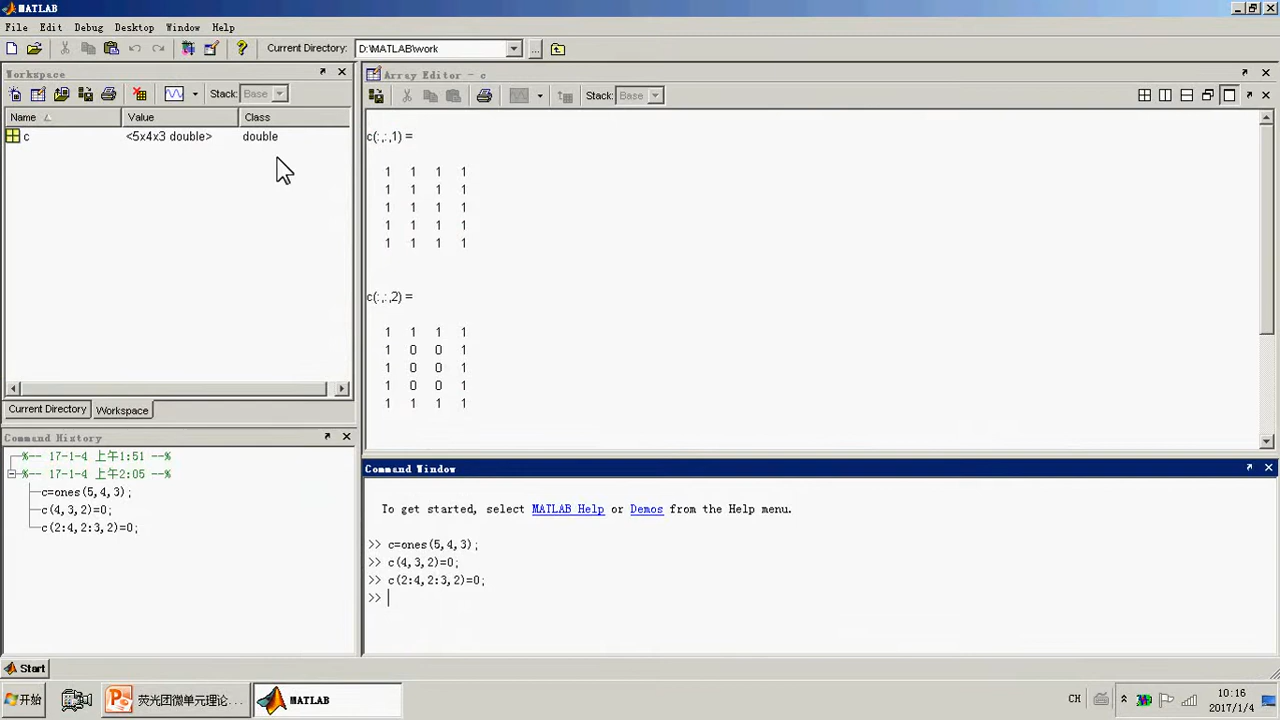 MATLAB
File Edit Debug Desktop Window Help
Current Directory: D:\MATLAB\work ...
Workspace
Stack: Base
Name Value Class
c <5x4x3 double> double
Current Directory Workspace
Command History
%-- 17-1-4 上午1:51 --%
%-- 17-1-4 上午2:05 --%
c=ones(5,4,3);
c(4,3,2)=0;
c(2:4,2:3,2)=0;
Array Editor - c
Stack: Base
c(:,:,1) =
1 1 1 1
1 1 1 1
1 1 1 1
1 1 1 1
1 1 1 1
c(:,:,2) =
1 1 1 1
1 0 0 1
1 0 0 1
1 0 0 1
1 1 1 1
Command Window
To get started, select MATLAB Help or Demos from the Help menu.
>> c=ones(5,4,3);
>> c(4,3,2)=0;
>> c(2:4,2:3,2)=0;
>>
Start
开始 荧光团微单元理论... MATLAB CH 10:16
2017/1/4